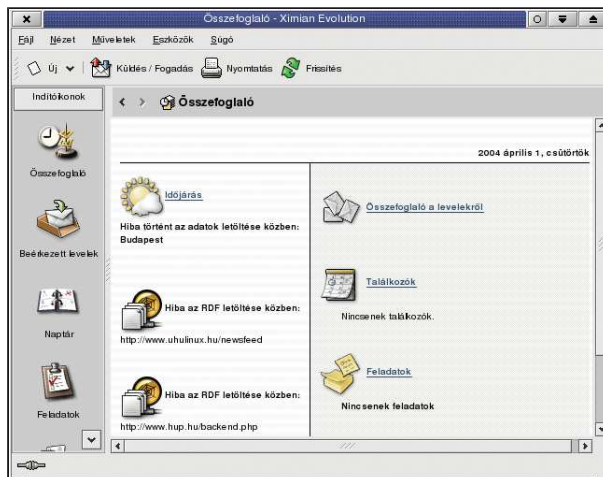 Összefoglaló - Ximian Evolution
Fájl Nézet Műveletek Eszközök Súgó
Új Küldés / Fogadás Nyomtatás Frissítés
Indítóikonok
Összefoglaló
Összefoglaló
Beérkezett levelek
Naptár
Feladatok
2004 április 1, csütörtök
Időjárás
Hiba történt az adatok letöltése közben:
Budapest
Hiba az RDF letöltése közben:
http://www.uhulinux.hu/newsfeed
Hiba az RDF letöltése közben:
http://www.hup.hu/backend.php
Összefoglaló a levelekről
Találkozók
Nincsenek találkozók.
Feladatok
Nincsenek feladatok